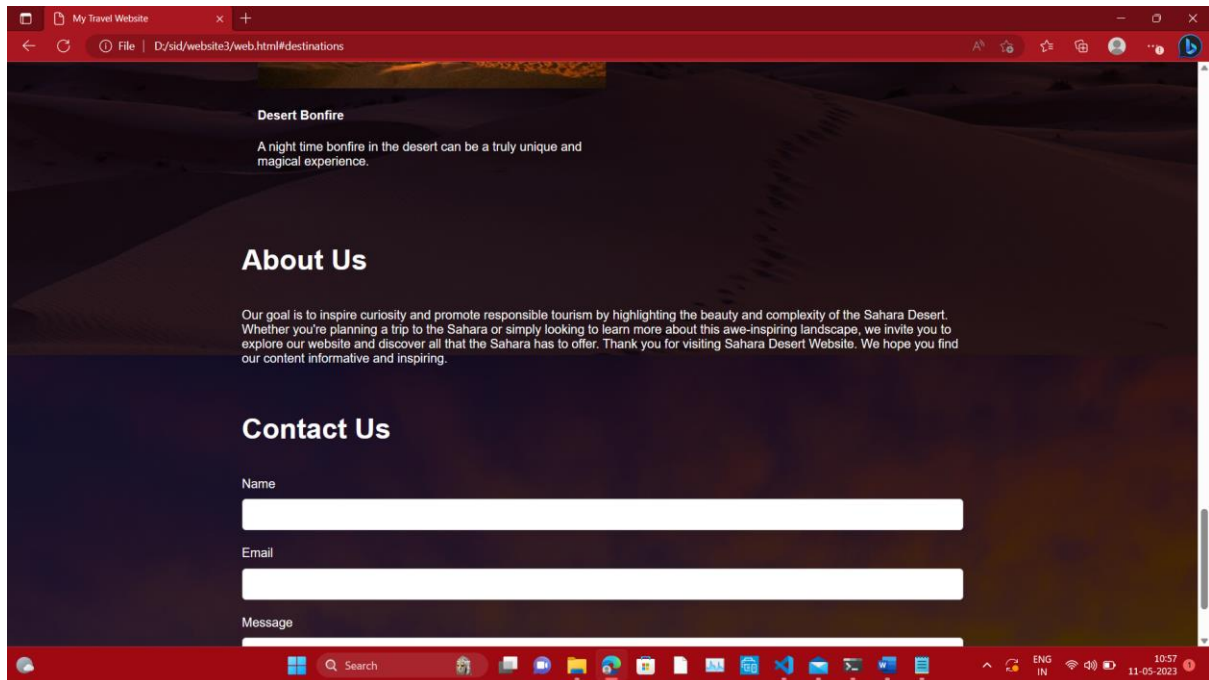 My Travel Website
File | D:/sid/website3/web.html#destinations
Desert Bonfire
A night time bonfire in the desert can be a truly unique and
magical experience.
About Us
Our goal is to inspire curiosity and promote responsible tourism by highlighting the beauty and complexity of the Sahara Desert.
Whether you're planning a trip to the Sahara or simply looking to learn more about this awe-inspiring landscape, we invite you to
explore our website and discover all that the Sahara has to offer. Thank you for visiting Sahara Desert Website. We hope you find
our content informative and inspiring.
Contact Us
Name
Email
Message
Search
ENG
IN
10:57
11-05-2023
1